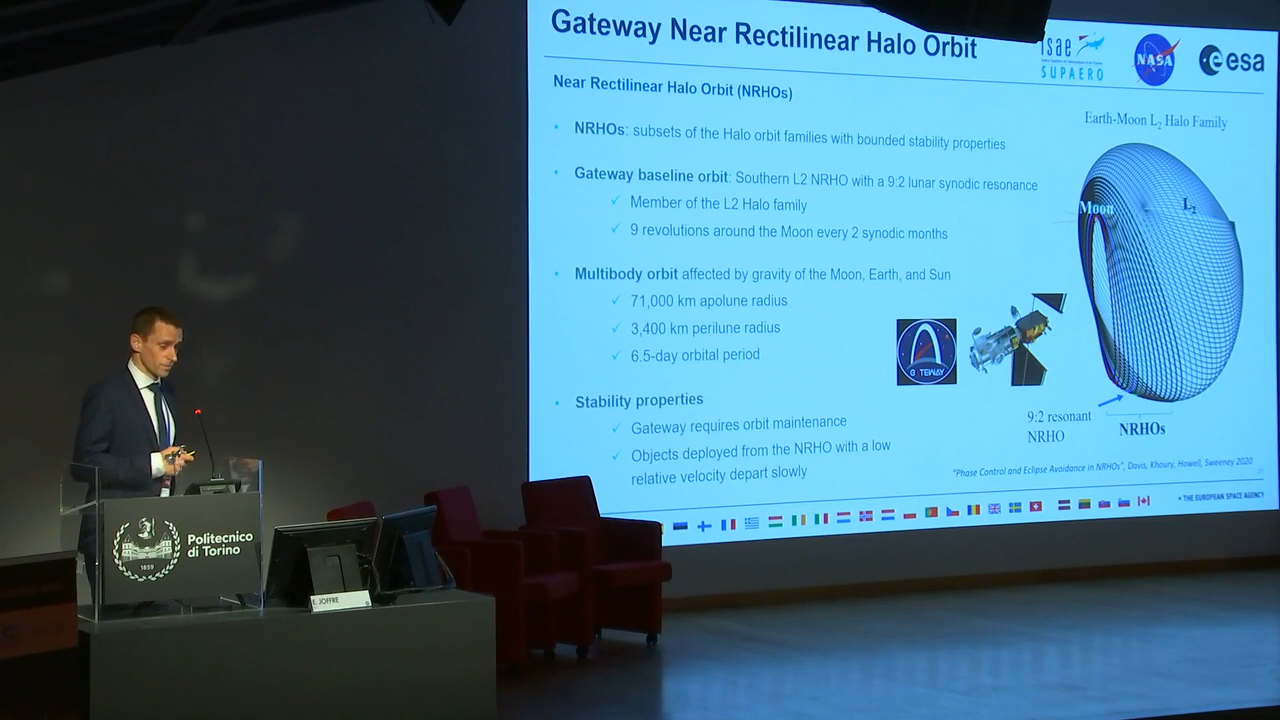 Gateway Near Rectilinear Halo Orbit
isae
SUPAERO
NASA
esa
Near Rectilinear Halo Orbit (NRHOs)
• NRHOs: subsets of the Halo orbit families with bounded stability properties
• Gateway baseline orbit: Southern L2 NRHO with a 9:2 lunar synodic resonance
✓ Member of the L2 Halo family
✓ 9 revolutions around the Moon every 2 synodic months
• Multibody orbit affected by gravity of the Moon, Earth, and Sun
✓ 71,000 km apolune radius
✓ 3,400 km perilune radius
✓ 6.5-day orbital period
• Stability properties
✓ Gateway requires orbit maintenance
✓ Objects deployed from the NRHO with a low
relative velocity depart slowly
Earth-Moon L₂ Halo Family
Moon
L₂
G TEWAY
9:2 resonant
NRHO
NRHOs
"Phase Control and Eclipse Avoidance in NRHOs", Davis, Khoury, Howell, Sweeney 2020
• THE EUROPEAN SPACE AGENCY
Politecnico
di Torino
1859
E. JOFFRE